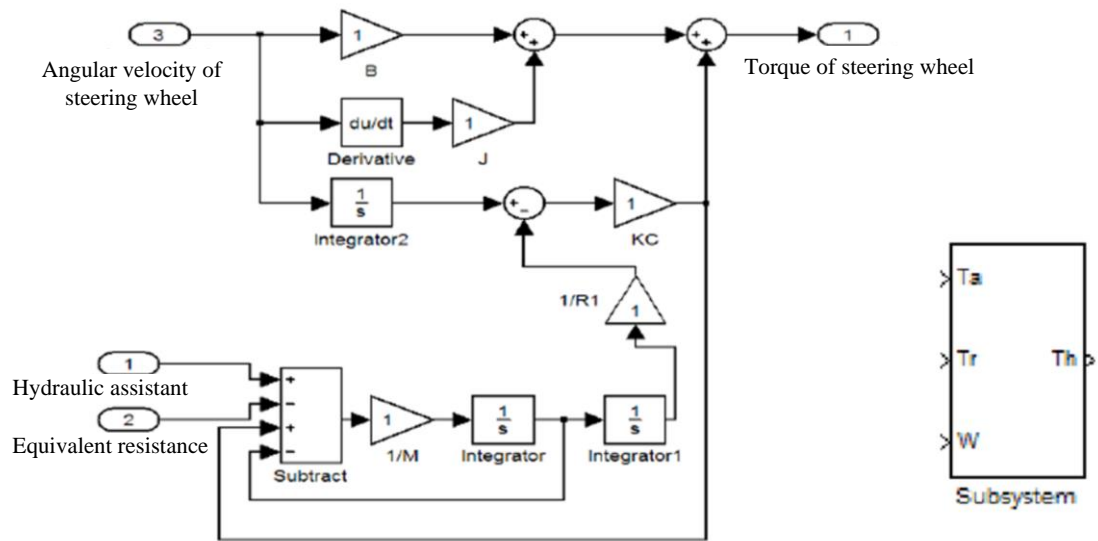 3
Angular velocity of
steering wheel
1
B
+
+
+
+
1
Torque of steering wheel
du/dt
Derivative
1
J
1
s
Integrator2
+
−
1
KC
1/R1
1
1
Hydraulic assistant
2
Equivalent resistance
+
−
+
−
Subtract
1
1/M
1
s
Integrator
1
s
Integrator1
Ta
Tr
Th
W
Subsystem